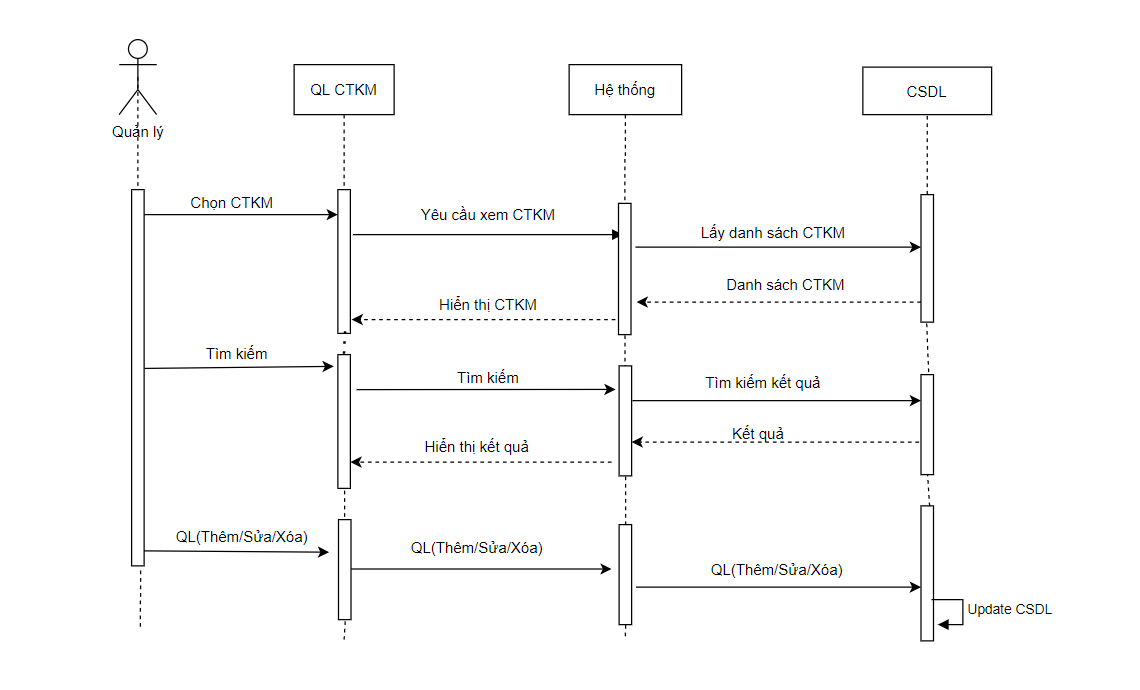 Quản lý
QL CTKM
Hệ thống
CSDL
Chọn CTKM
Yêu cầu xem CTKM
Lấy danh sách CTKM
Danh sách CTKM
Hiển thị CTKM
Tìm kiếm
Tìm kiếm
Tìm kiếm kết quả
Kết quả
Hiển thị kết quả
QL(Thêm/Sửa/Xóa)
QL(Thêm/Sửa/Xóa)
QL(Thêm/Sửa/Xóa)
Update CSDL